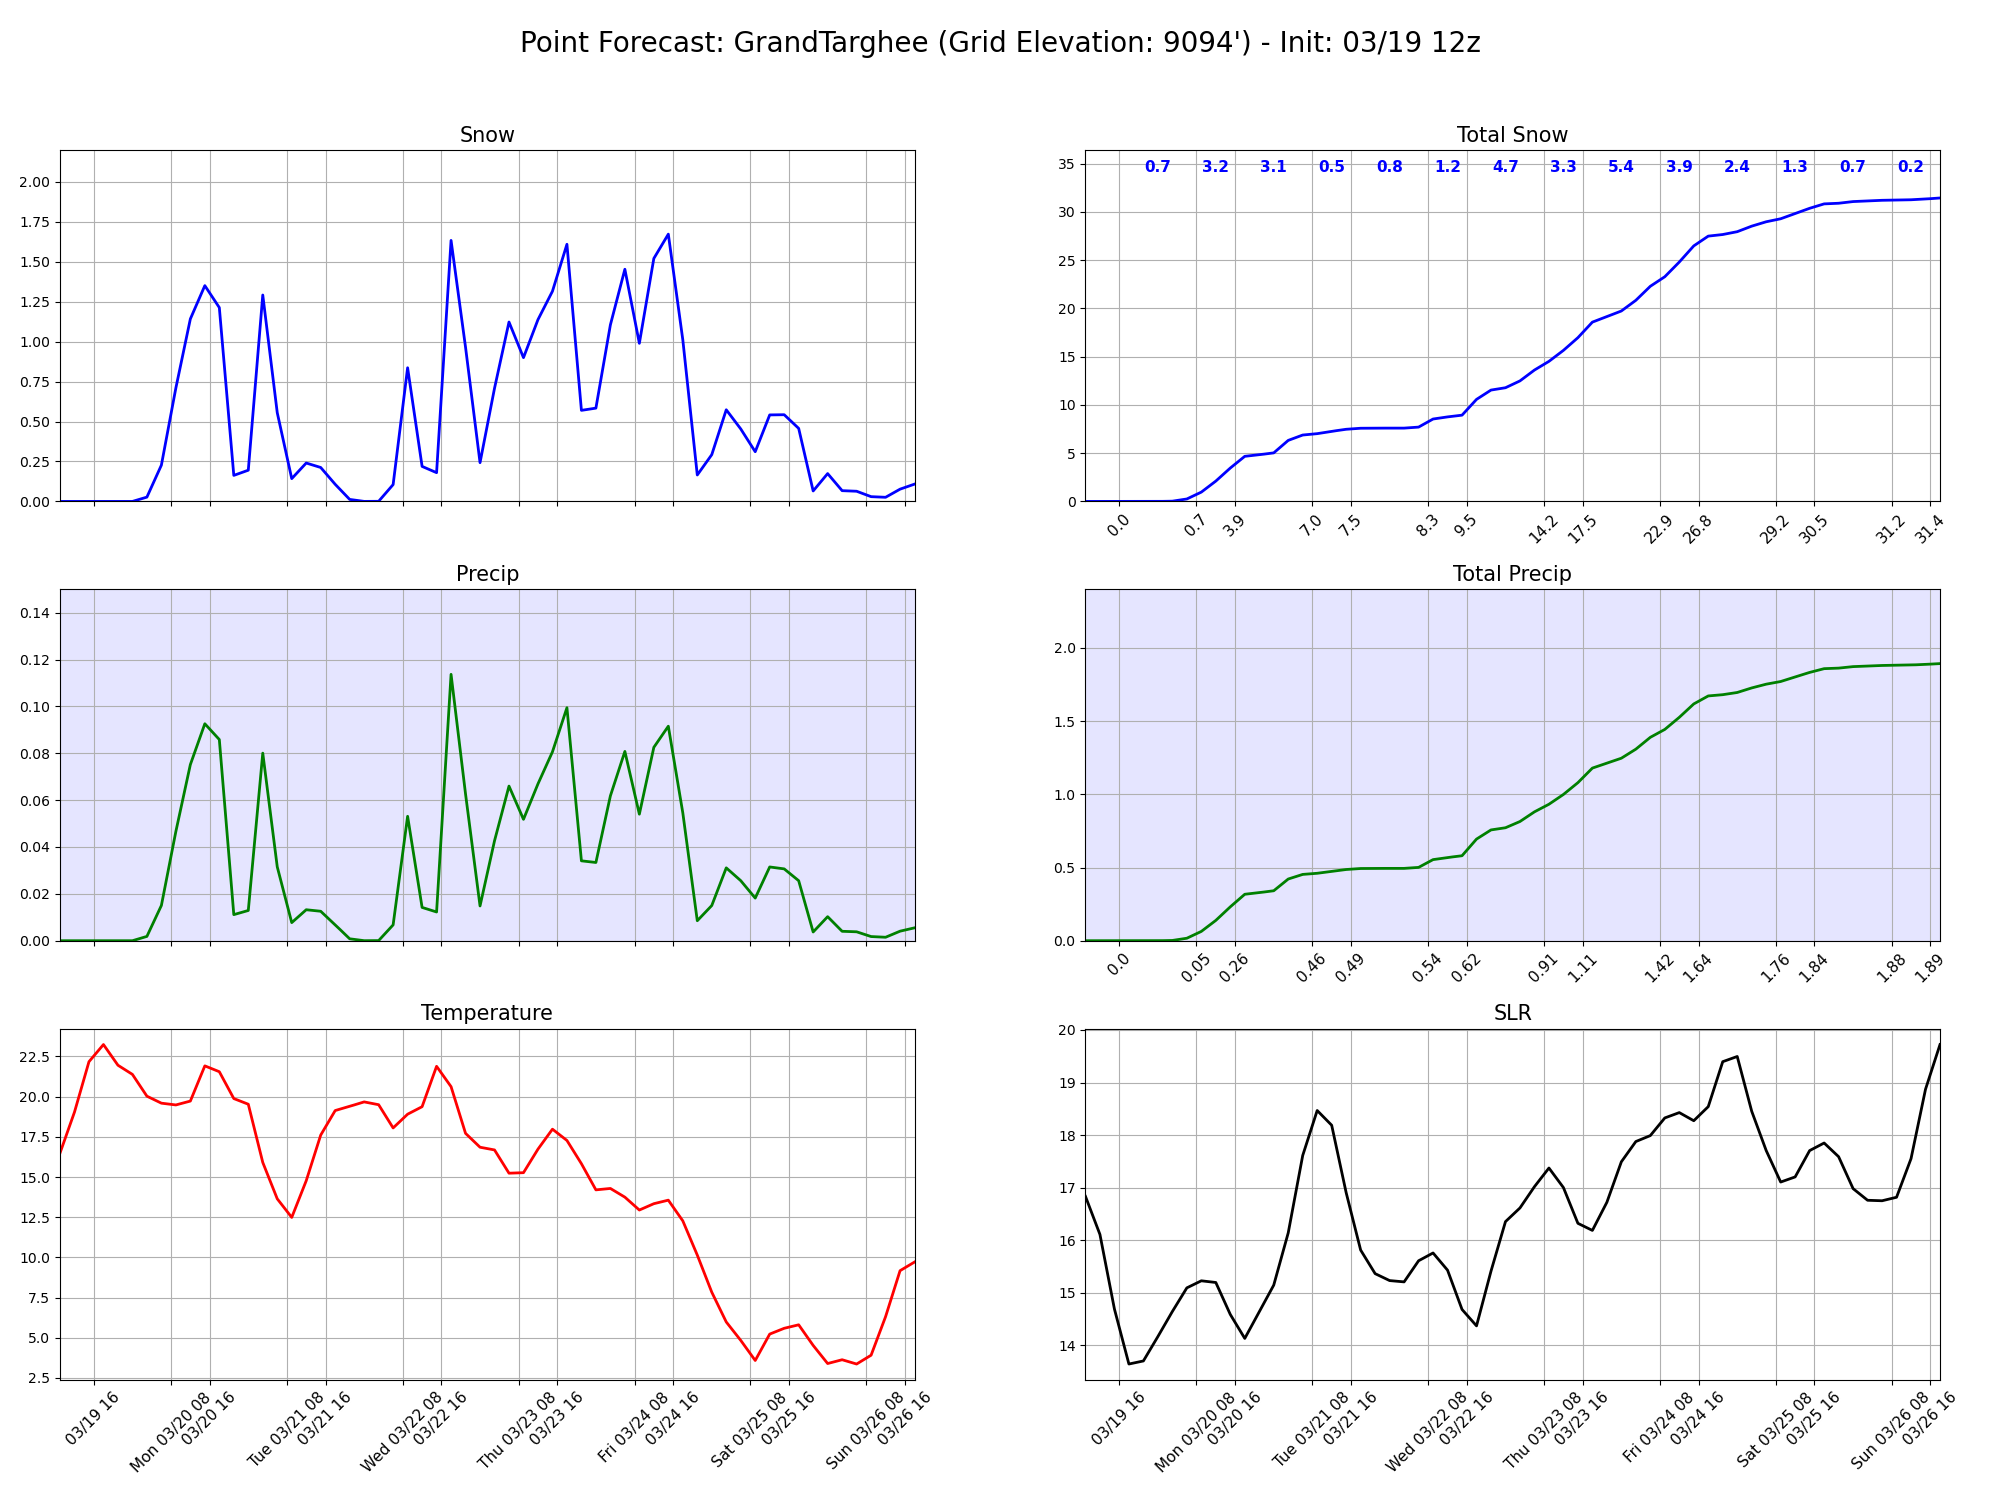 Point Forecast: GrandTarghee (Grid Elevation: 9094') - Init: 03/19 12z
Snow
2.00
1.75
1.50
1.25
1.00
0.75
0.50
0.25
0.00
Total Snow
0.7 3.2 3.1 0.5 0.8 1.2 4.7 3.3 5.4 3.9 2.4 1.3 0.7 0.2
35
30
25
20
15
10
5
0
0.0 0.7 3.9 7.0 7.5 8.3 9.5 14.2 17.5 22.9 26.8 29.2 30.5 31.2 31.4
Precip
0.14
0.12
0.10
0.08
0.06
0.04
0.02
0.00
Total Precip
2.0
1.5
1.0
0.5
0.0
0.0 0.05 0.26 0.46 0.49 0.54 0.62 0.91 1.11 1.42 1.64 1.76 1.84 1.88 1.89
Temperature
22.5
20.0
17.5
15.0
12.5
10.0
7.5
5.0
2.5
03/19 16
Mon 03/20 08
03/20 16
Tue 03/21 08
03/21 16
Wed 03/22 08
03/22 16
Thu 03/23 08
03/23 16
Fri 03/24 08
03/24 16
Sat 03/25 08
03/25 16
Sun 03/26 08
03/26 16
SLR
20
19
18
17
16
15
14
03/19 16
Mon 03/20 08
03/20 16
Tue 03/21 08
03/21 16
Wed 03/22 08
03/22 16
Thu 03/23 08
03/23 16
Fri 03/24 08
03/24 16
Sat 03/25 08
03/25 16
Sun 03/26 08
03/26 16